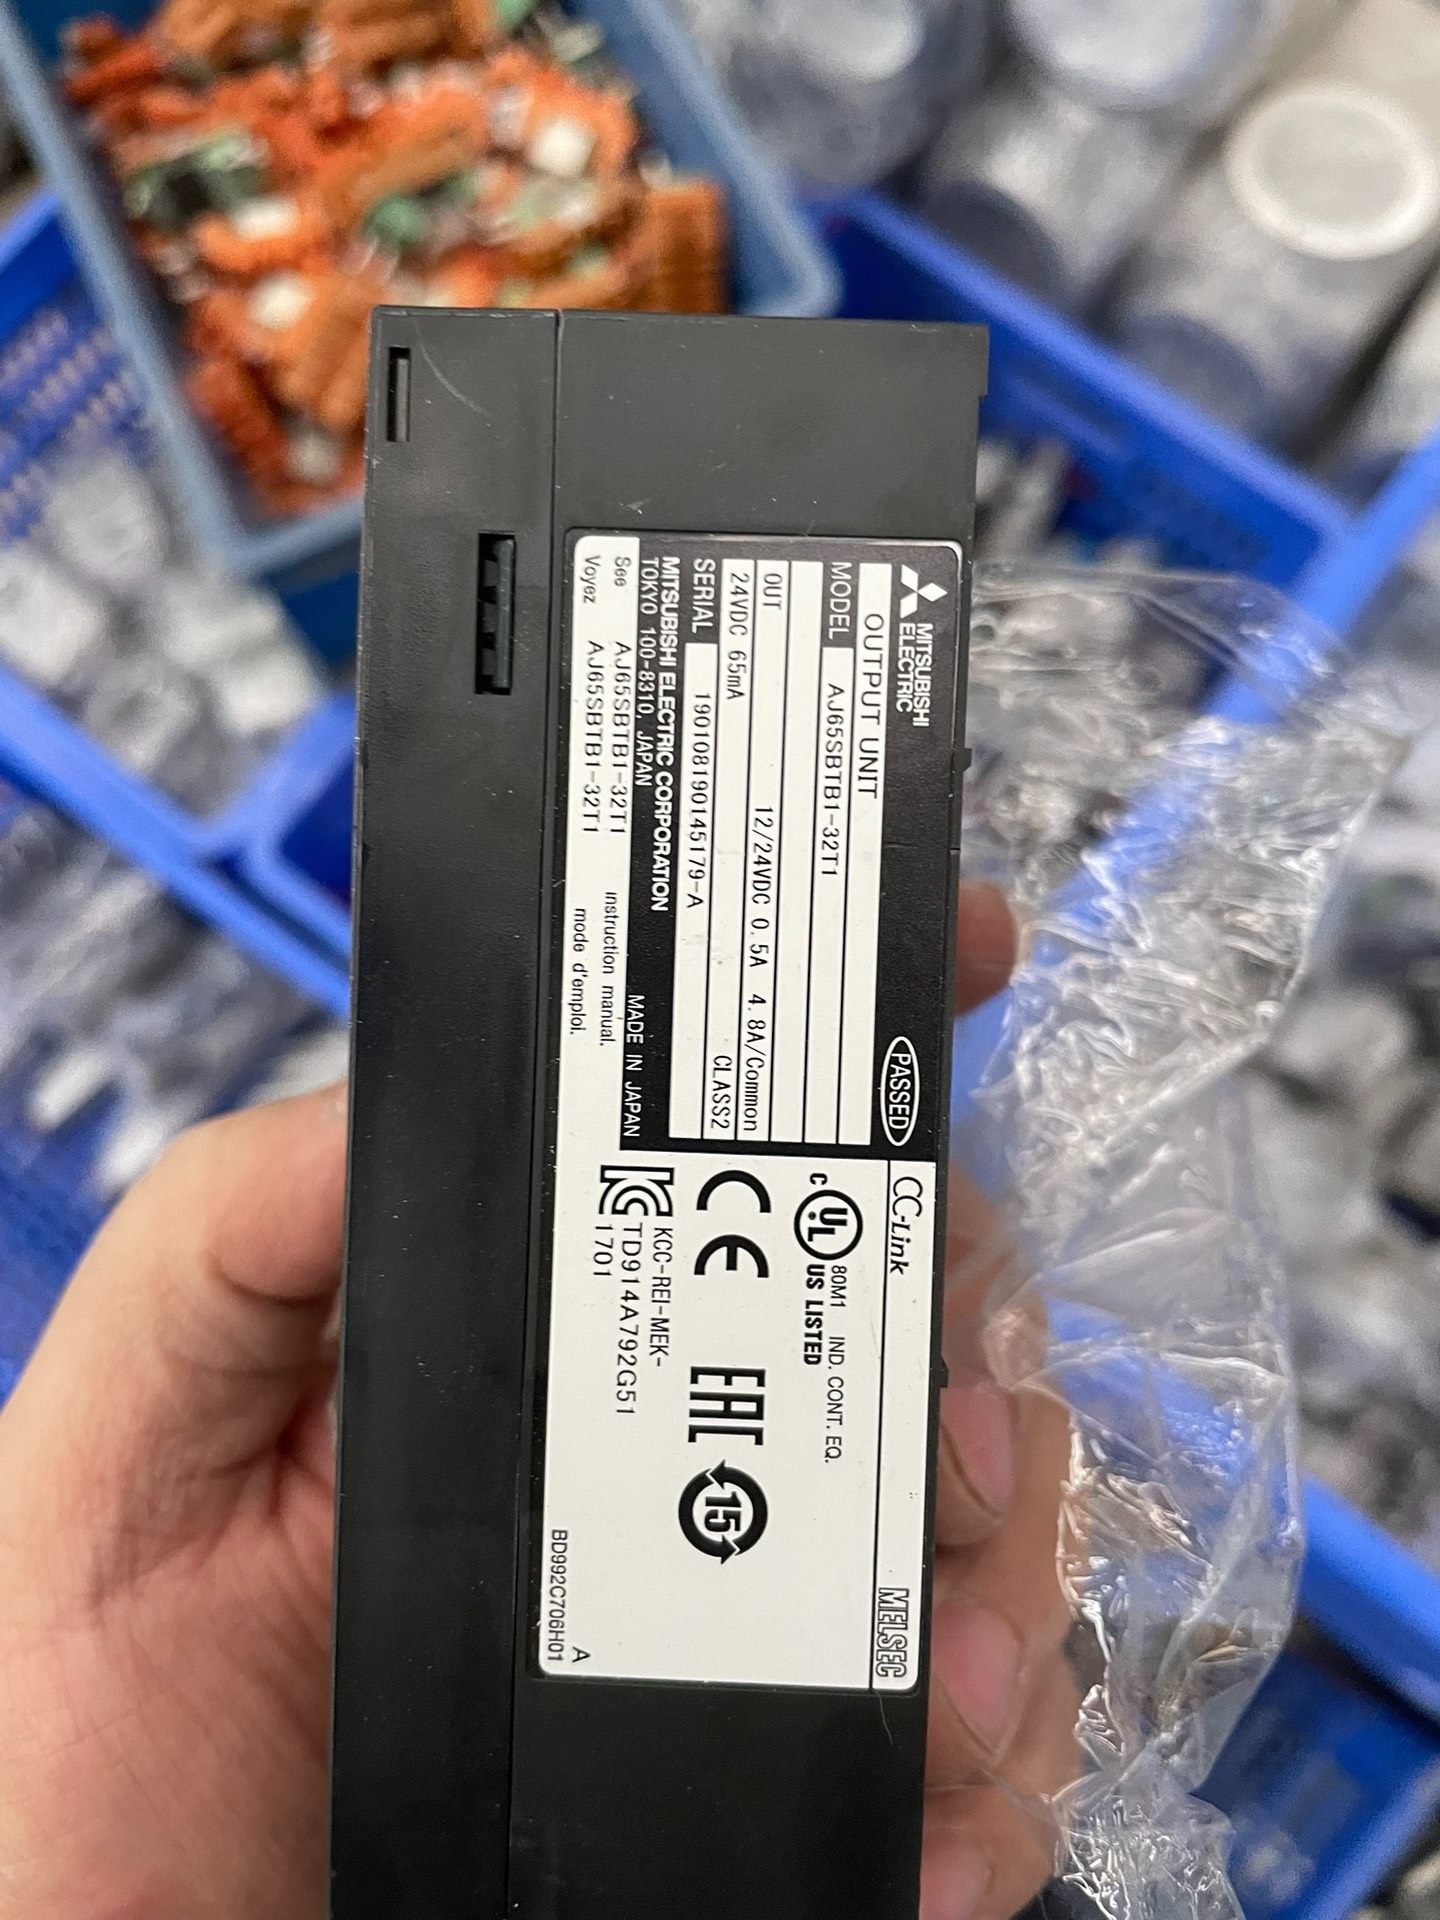 MITSUBISHI
ELECTRIC
PASSED
OUTPUT UNIT
MODEL AJ65SBTB1-32T1
OUT 12/24VDC 0.5A 4.8A/Common
24VDC 65mA CLASS2
SERIAL 190108190145179-A
MITSUBISHI ELECTRIC CORPORATION
TOKYO 100-8310, JAPAN MADE IN JAPAN
See AJ65SBTB1-32T1 instruction manual.
Voyez AJ65SBTB1-32T1 mode d'emploi.
CC-Link MELSEC
C UL US LISTED
80M1 IND. CONT. EQ.
CE EAC 15
KCC-REI-MEK-
TD914A792G51
1701
A
BD992C706H01